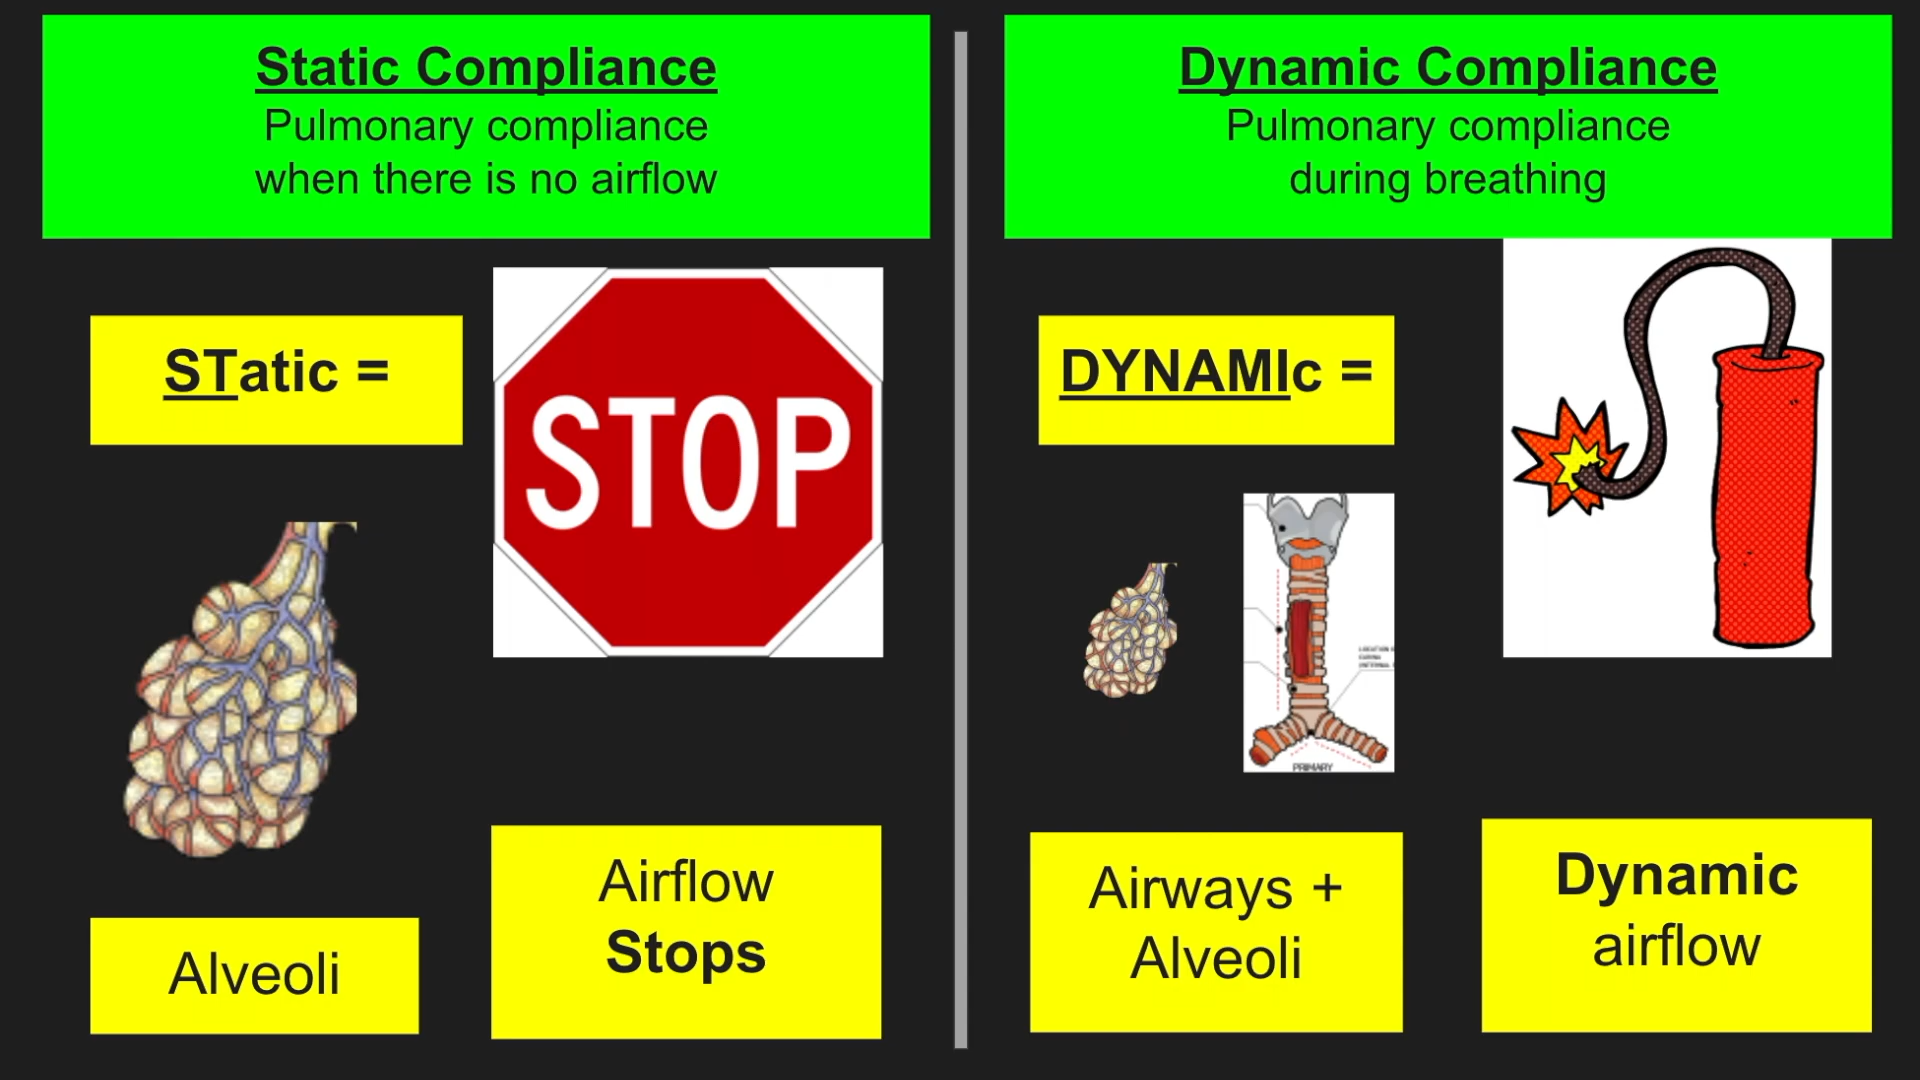 Static Compliance
Pulmonary compliance
when there is no airflow
STatic =
STOP
Alveoli
Airflow
Stops
Dynamic Compliance
Pulmonary compliance
during breathing
DYNAMIc =
PRIMARY
Airways +
Alveoli
Dynamic
airflow